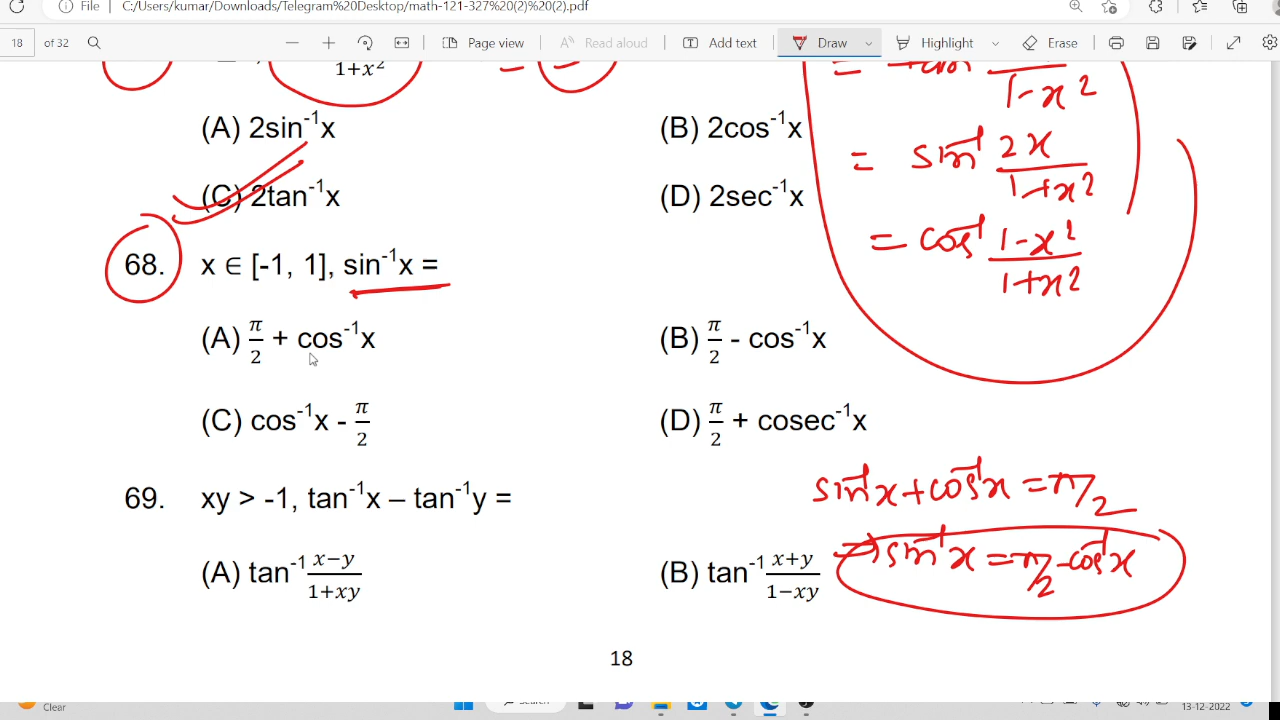 File | C:/Users/kumar/Downloads/Telegram%20Desktop/math-121-327%20(2)%20(2).pdf
18 of 32 Page view Read aloud Add text Draw Highlight Erase
1+x²
(A) 2sin⁻¹x (B) 2cos⁻¹x
(C) 2tan⁻¹x (D) 2sec⁻¹x
1-x²
= sin⁻¹ 2x/1+x²
= cos⁻¹ 1-x²/1+x²
68. x ∈ [-1, 1], sin⁻¹x =
(A) π/2 + cos⁻¹x (B) π/2 - cos⁻¹x
(C) cos⁻¹x - π/2 (D) π/2 + cosec⁻¹x
69. xy > -1, tan⁻¹x – tan⁻¹y =
(A) tan⁻¹ x−y/1+xy (B) tan⁻¹ x+y/1−xy
sin⁻¹x + cos⁻¹x = π/2
⇒ sin⁻¹x = π/2 - cos⁻¹x
18
Clear 13-12-2022